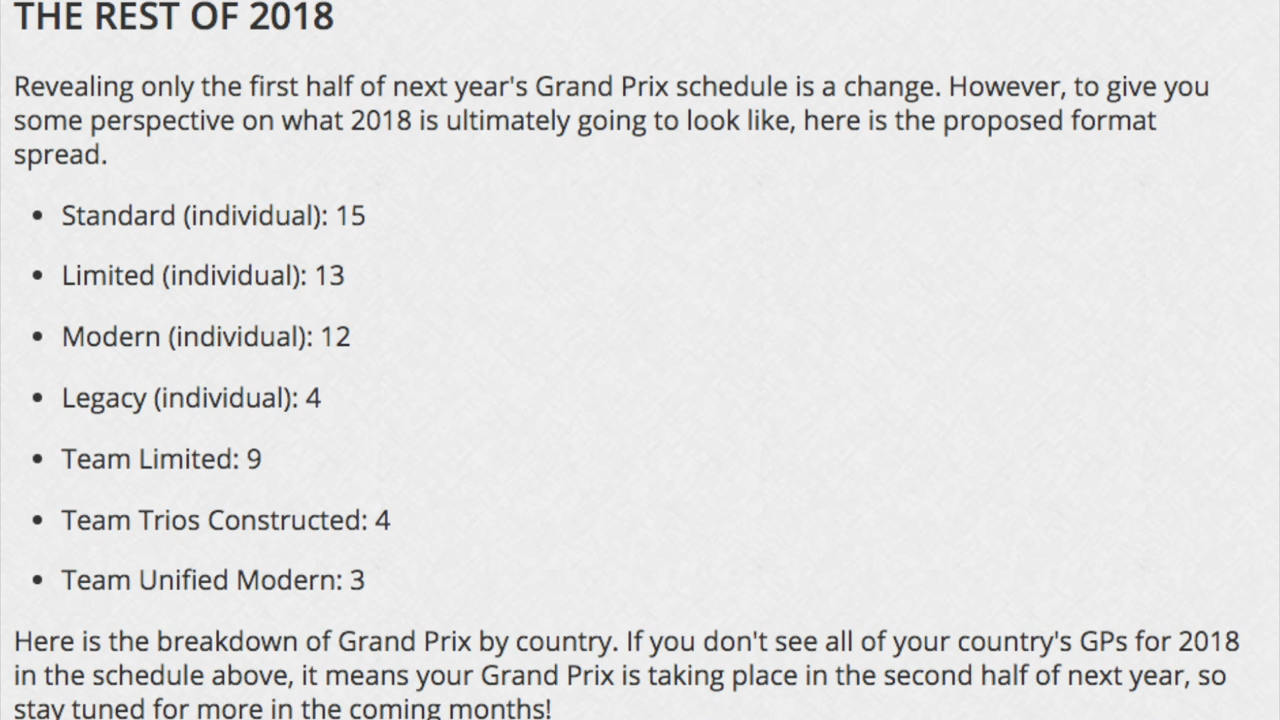 THE REST OF 2018
Revealing only the first half of next year's Grand Prix schedule is a change. However, to give you
some perspective on what 2018 is ultimately going to look like, here is the proposed format
spread.
• Standard (individual): 15
• Limited (individual): 13
• Modern (individual): 12
• Legacy (individual): 4
• Team Limited: 9
• Team Trios Constructed: 4
• Team Unified Modern: 3
Here is the breakdown of Grand Prix by country. If you don't see all of your country's GPs for 2018
in the schedule above, it means your Grand Prix is taking place in the second half of next year, so
stay tuned for more in the coming months!